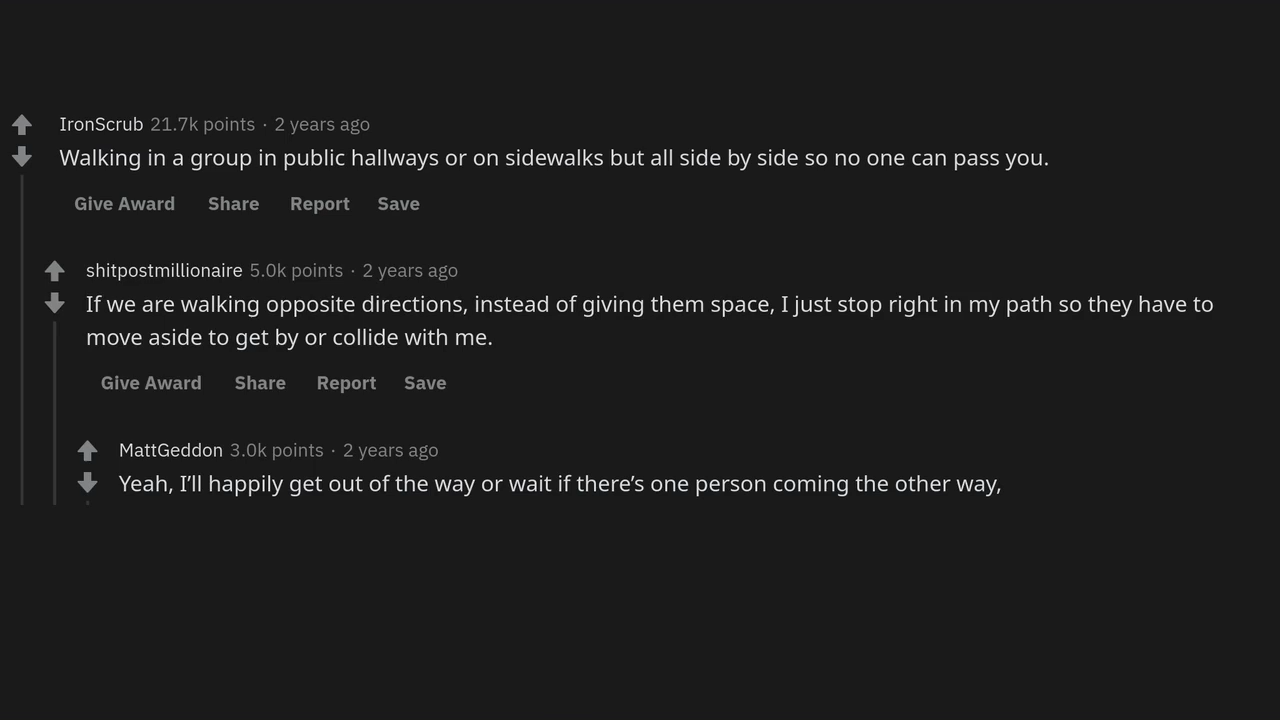 IronScrub 21.7k points · 2 years ago
Walking in a group in public hallways or on sidewalks but all side by side so no one can pass you.
Give Award Share Report Save
shitpostmillionaire 5.0k points · 2 years ago
If we are walking opposite directions, instead of giving them space, I just stop right in my path so they have to
move aside to get by or collide with me.
Give Award Share Report Save
MattGeddon 3.0k points · 2 years ago
Yeah, I’ll happily get out of the way or wait if there’s one person coming the other way,